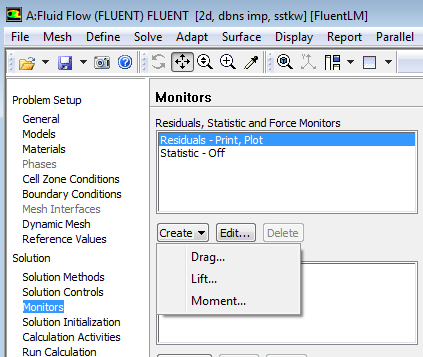 A:Fluid Flow (FLUENT) FLUENT [2d, dbns imp, sstkw] [FluentLM]
File Mesh Define Solve Adapt Surface Display Report Parallel
Problem Setup
General
Models
Materials
Phases
Cell Zone Conditions
Boundary Conditions
Mesh Interfaces
Dynamic Mesh
Reference Values
Solution
Solution Methods
Solution Controls
Monitors
Solution Initialization
Calculation Activities
Run Calculation
Monitors
Residuals, Statistic and Force Monitors
Residuals - Print, Plot
Statistic - Off
Create Edit... Delete
Drag...
Lift...
Moment...